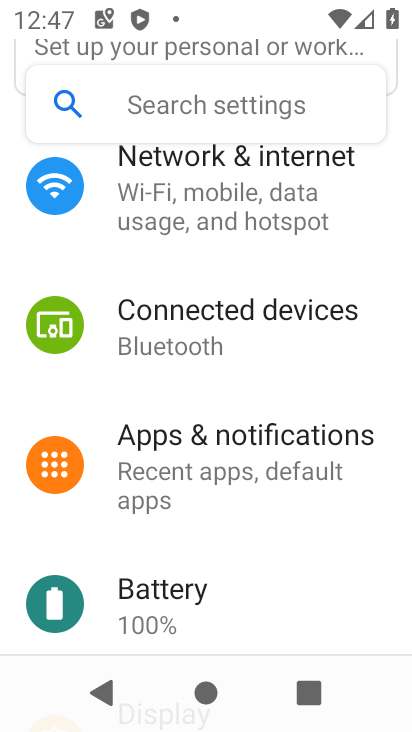 12:47
Set up your personal or work...
Search settings
Network & internet
Wi-Fi, mobile, data
usage, and hotspot
Connected devices
Bluetooth
Apps & notifications
Recent apps, default
apps
Battery
100%
Display